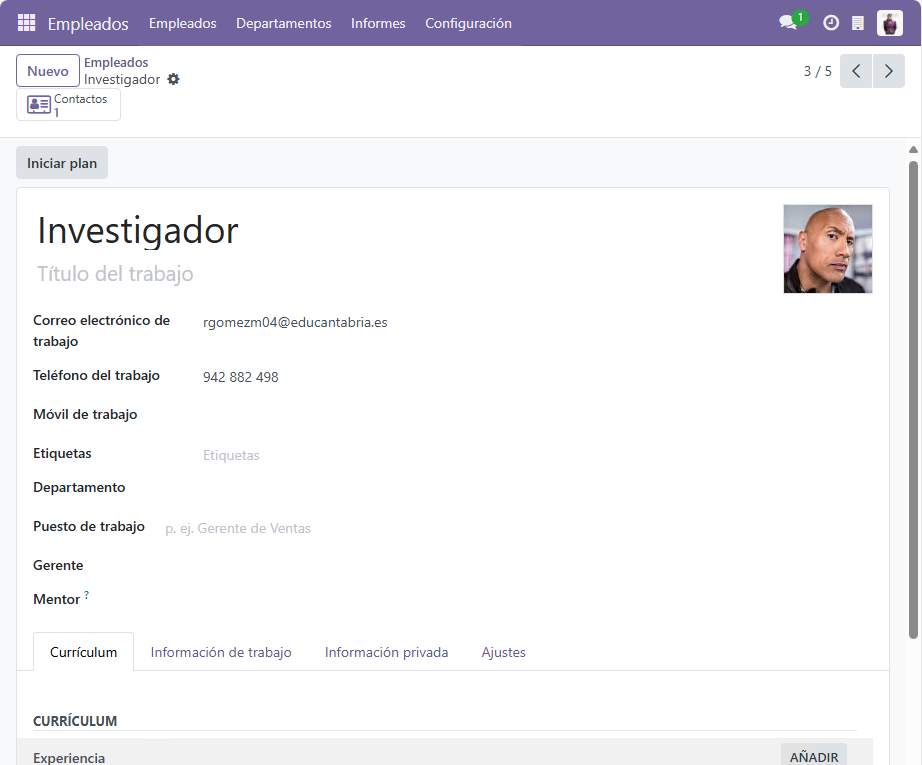 Empleados Empleados Departamentos Informes Configuración 1
Nuevo Empleados
Investigador 3 / 5
Contactos
1
Iniciar plan
Investigador
Título del trabajo
Correo electrónico de trabajo rgomezm04@educantabria.es
Teléfono del trabajo 942 882 498
Móvil de trabajo
Etiquetas Etiquetas
Departamento
Puesto de trabajo p. ej. Gerente de Ventas
Gerente
Mentor ?
Currículum Información de trabajo Información privada Ajustes
CURRÍCULUM
Experiencia AÑADIR